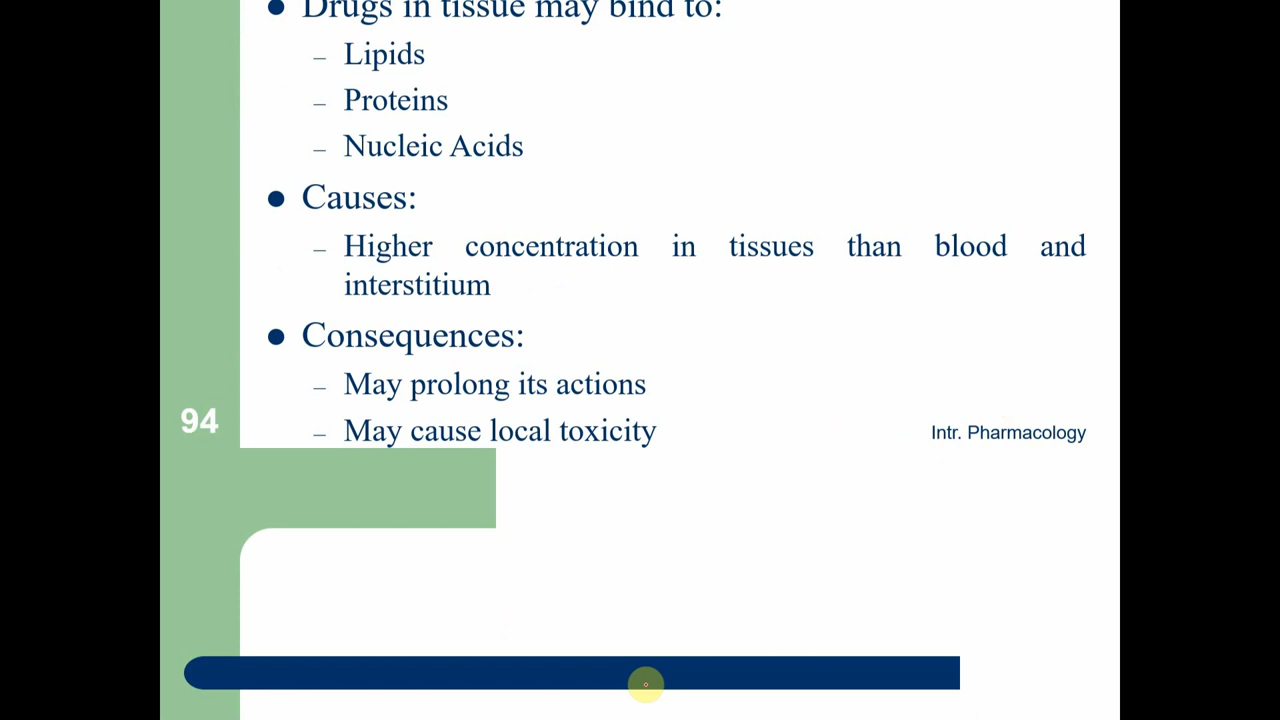 ● Drugs in tissue may bind to:
– Lipids
– Proteins
– Nucleic Acids
● Causes:
– Higher concentration in tissues than blood and
interstitium
● Consequences:
– May prolong its actions
– May cause local toxicity
94
Intr. Pharmacology